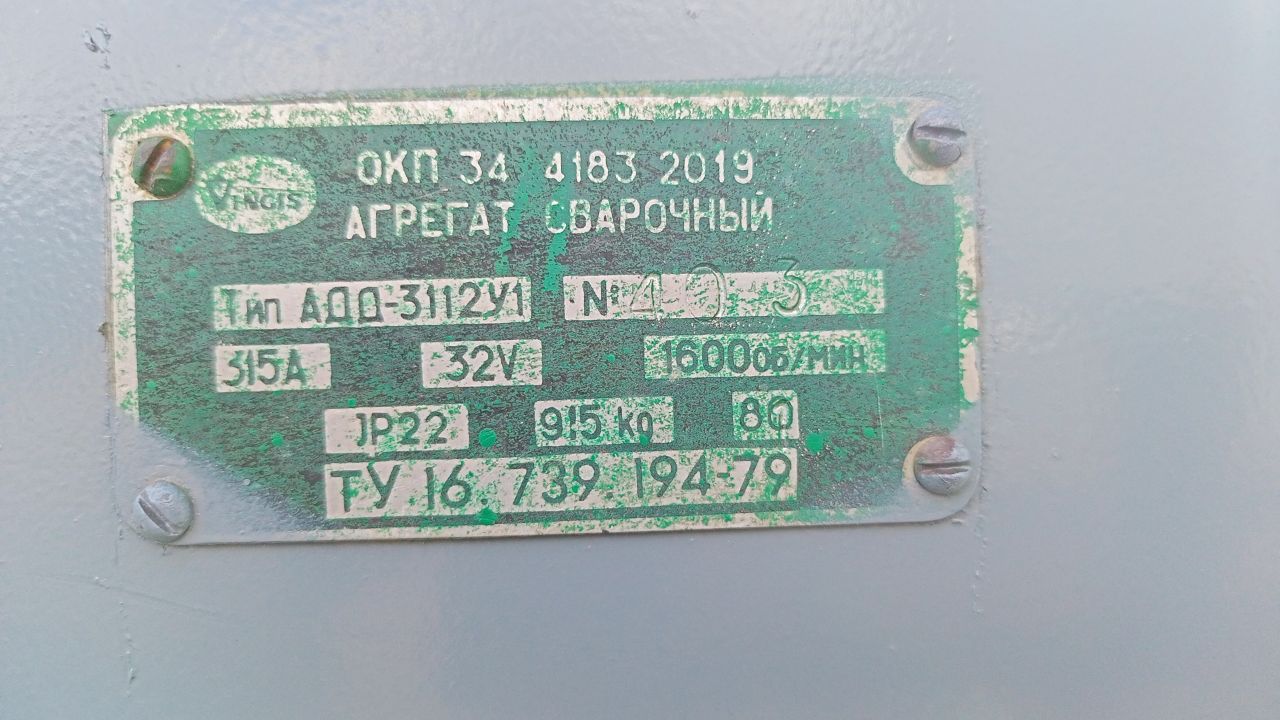 VINGIS
ОКП 34 4183 2019
АГРЕГАТ СВАРОЧНЫЙ
Тип АДД-3112У1 №
315А 32V 1600об/мин
JP22 915 kg 80
ТУ 16.739.194-79